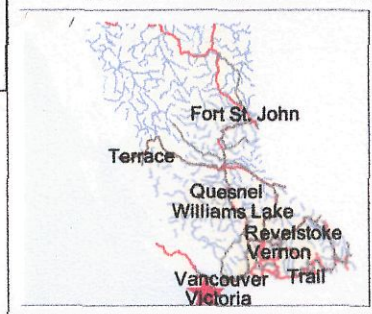 Fort St. John
Terrace
Quesnel
Williams Lake
Revelstoke
Vernon
Vancouver Trail
Victoria